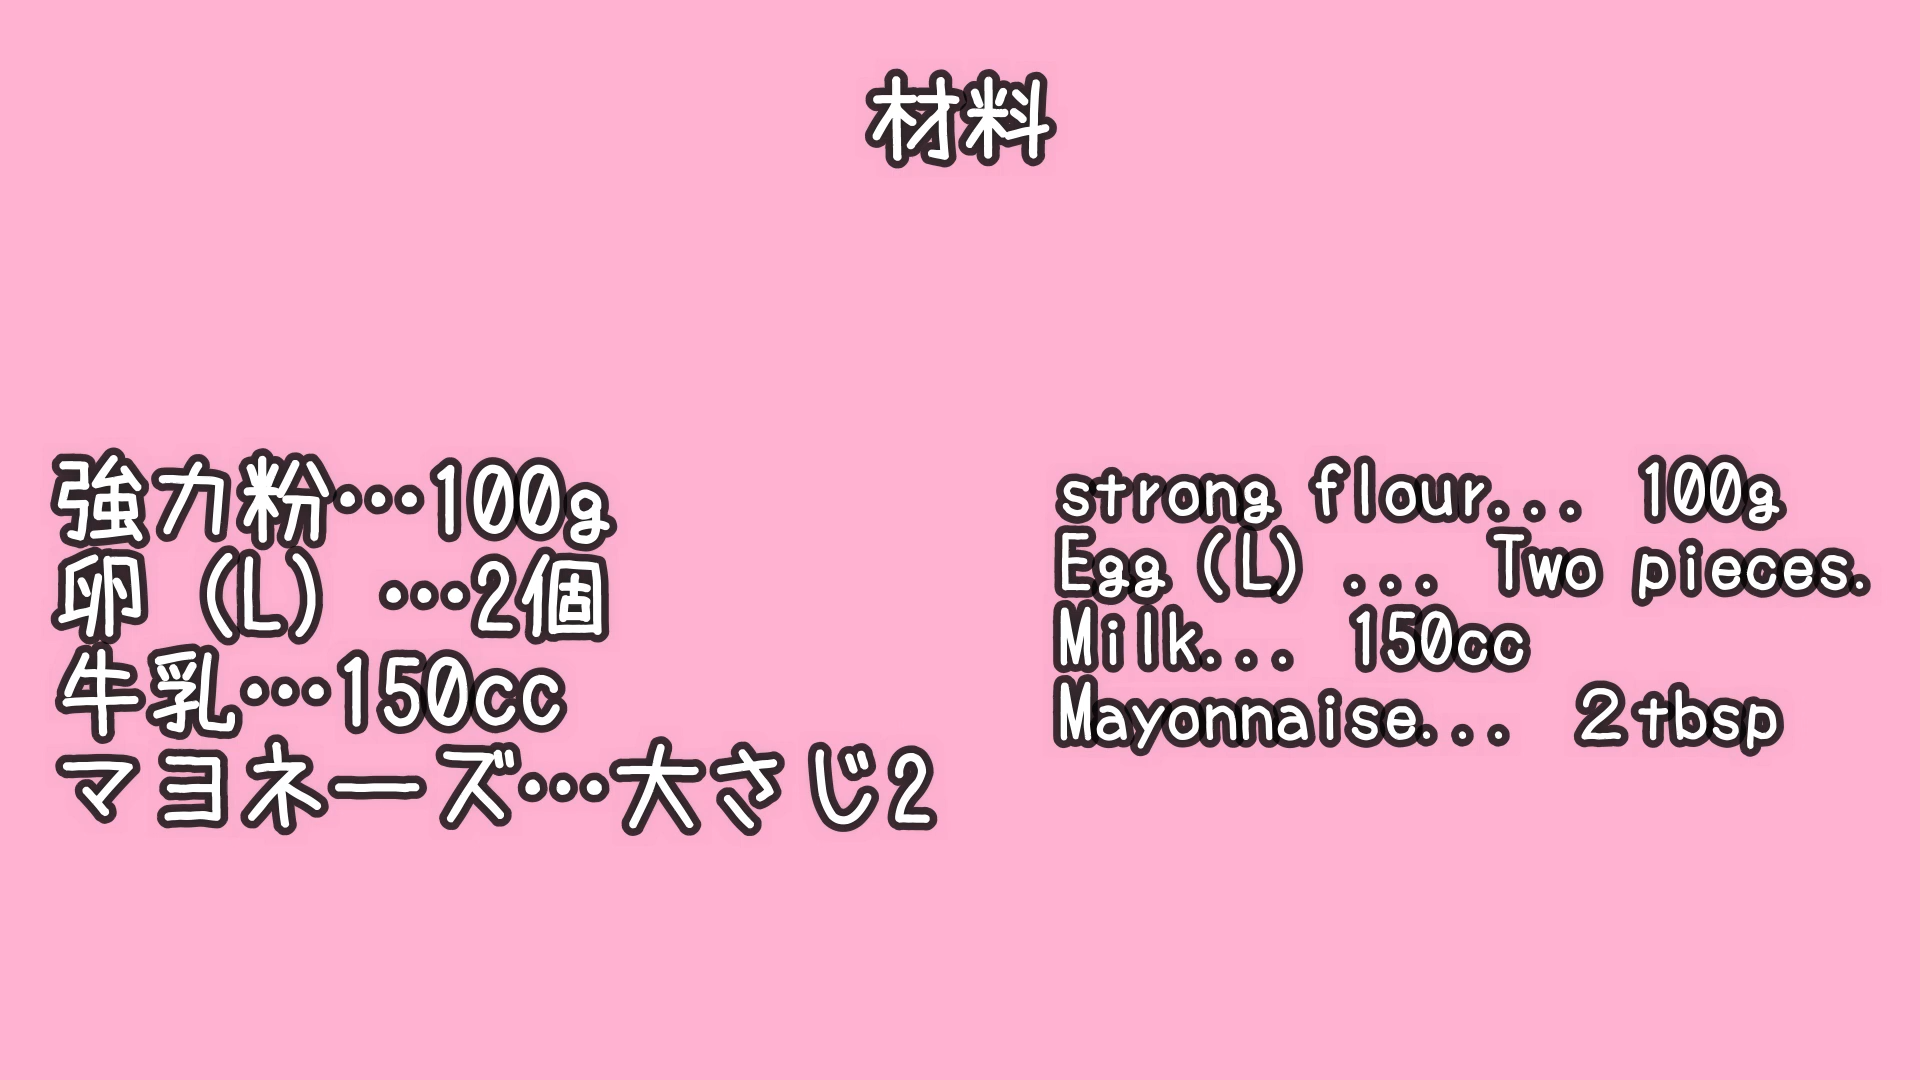 材料
強力粉…100g
卵（L）…2個
牛乳…150cc
マヨネーズ…大さじ2
strong flour... 100g
Egg (L) ... Two pieces.
Milk... 150cc
Mayonnaise... 2tbsp